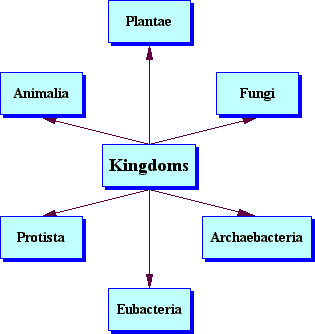 Plantae
Animalia
Fungi
Kingdoms
Protista
Archaebacteria
Eubacteria